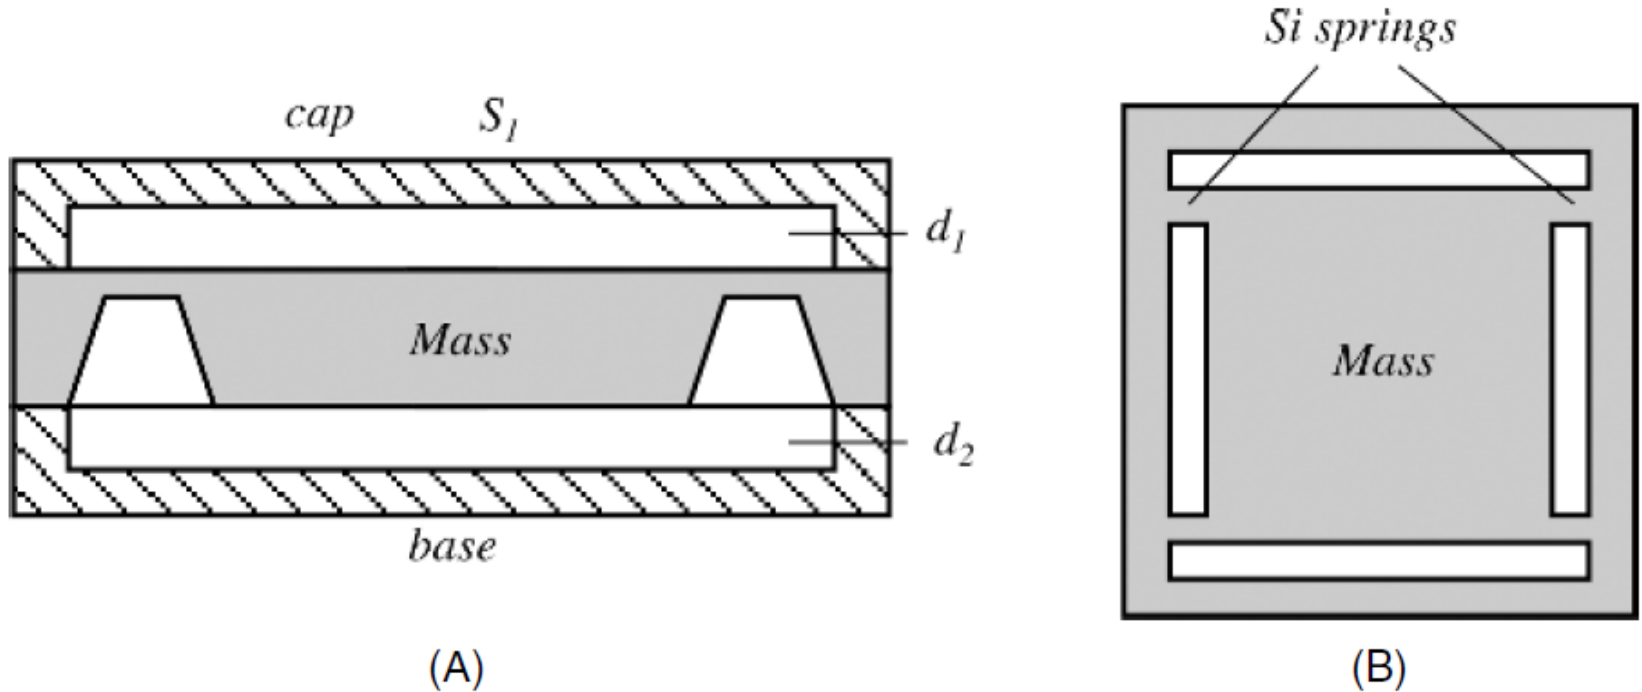 Si springs
cap S₁
d₁
Mass
Mass
d₂
base
(A) (B)